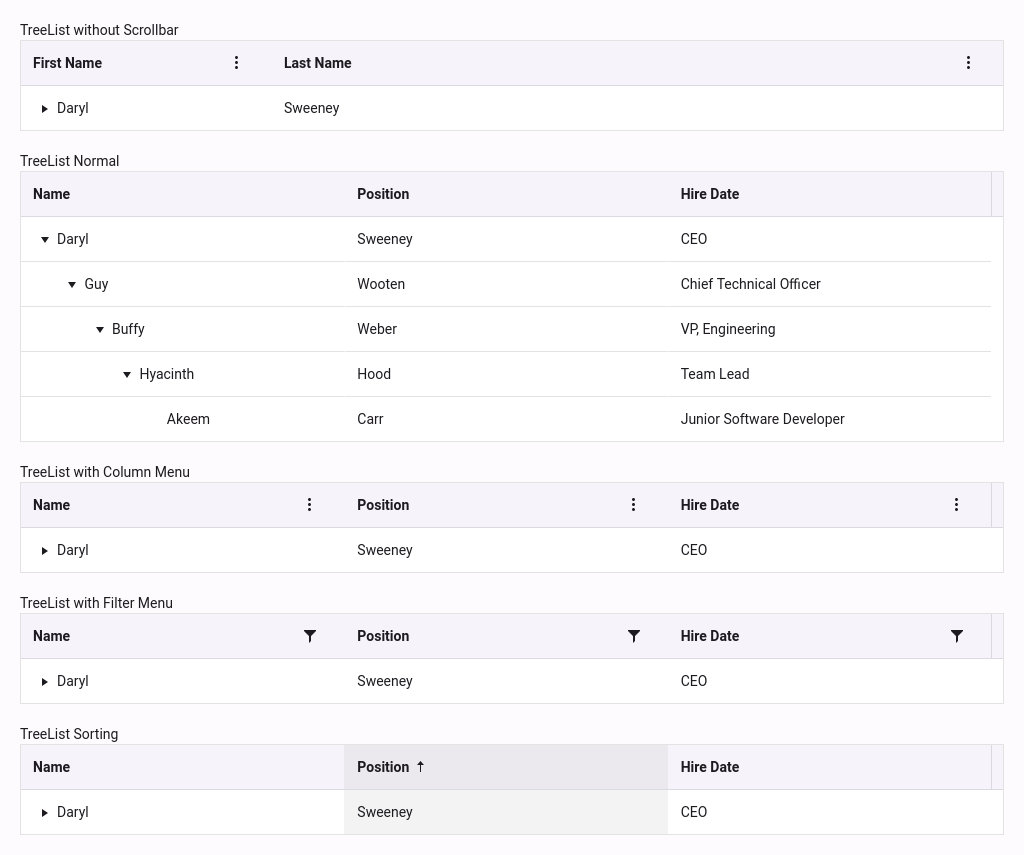 TreeList without Scrollbar
First Name Last Name
Daryl Sweeney
TreeList Normal
Name Position Hire Date
Daryl Sweeney CEO
Guy Wooten Chief Technical Officer
Buffy Weber VP, Engineering
Hyacinth Hood Team Lead
Akeem Carr Junior Software Developer
TreeList with Column Menu
Name Position Hire Date
Daryl Sweeney CEO
TreeList with Filter Menu
Name Position Hire Date
Daryl Sweeney CEO
TreeList Sorting
Name Position Hire Date
Daryl Sweeney CEO